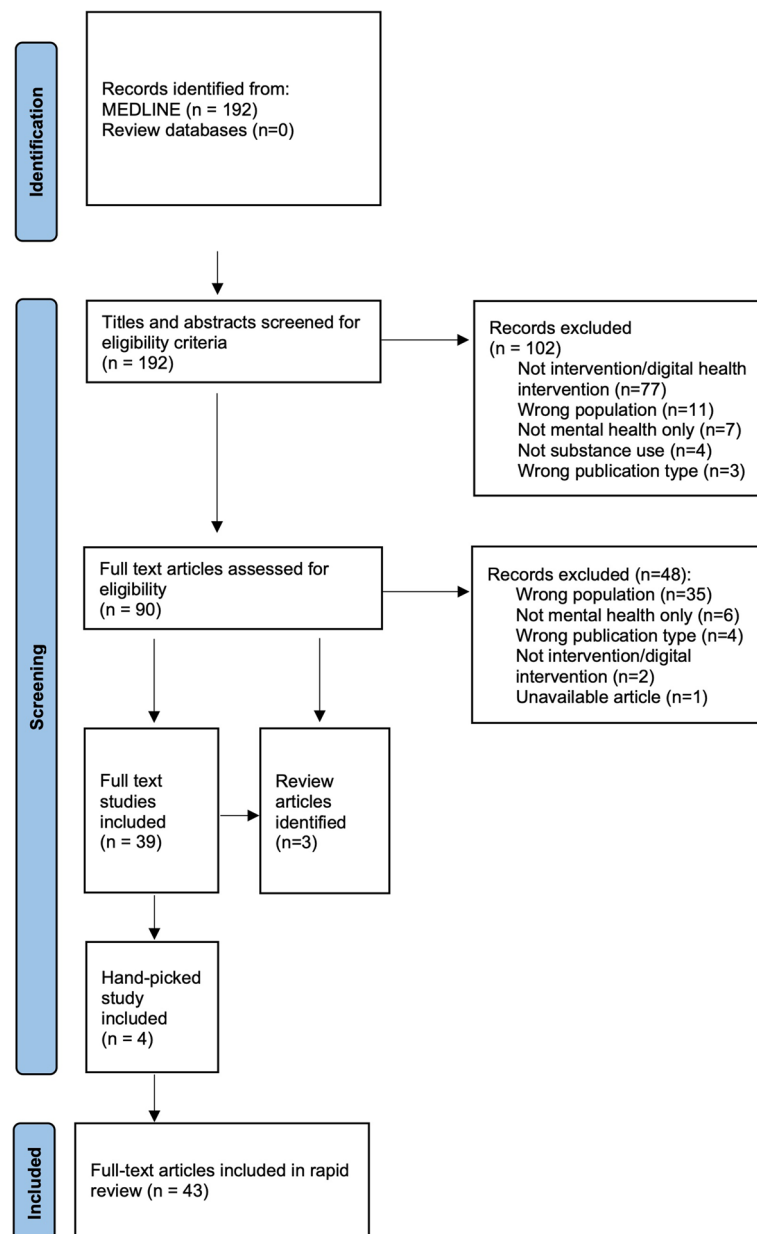 Identification
Records identified from:
MEDLINE (n = 192)
Review databases (n=0)
Screening
Titles and abstracts screened for
eligibility criteria
(n = 192)
Records excluded
(n = 102)
Not intervention/digital health
intervention (n=77)
Wrong population (n=11)
Not mental health only (n=7)
Not substance use (n=4)
Wrong publication type (n=3)
Full text articles assessed for
eligibility
(n = 90)
Records excluded (n=48):
Wrong population (n=35)
Not mental health only (n=6)
Wrong publication type (n=4)
Not intervention/digital
intervention (n=2)
Unavailable article (n=1)
Full text
studies
included
(n = 39)
Review
articles
identified
(n=3)
Hand-picked
study
included
(n = 4)
Included
Full-text articles included in rapid
review (n = 43)